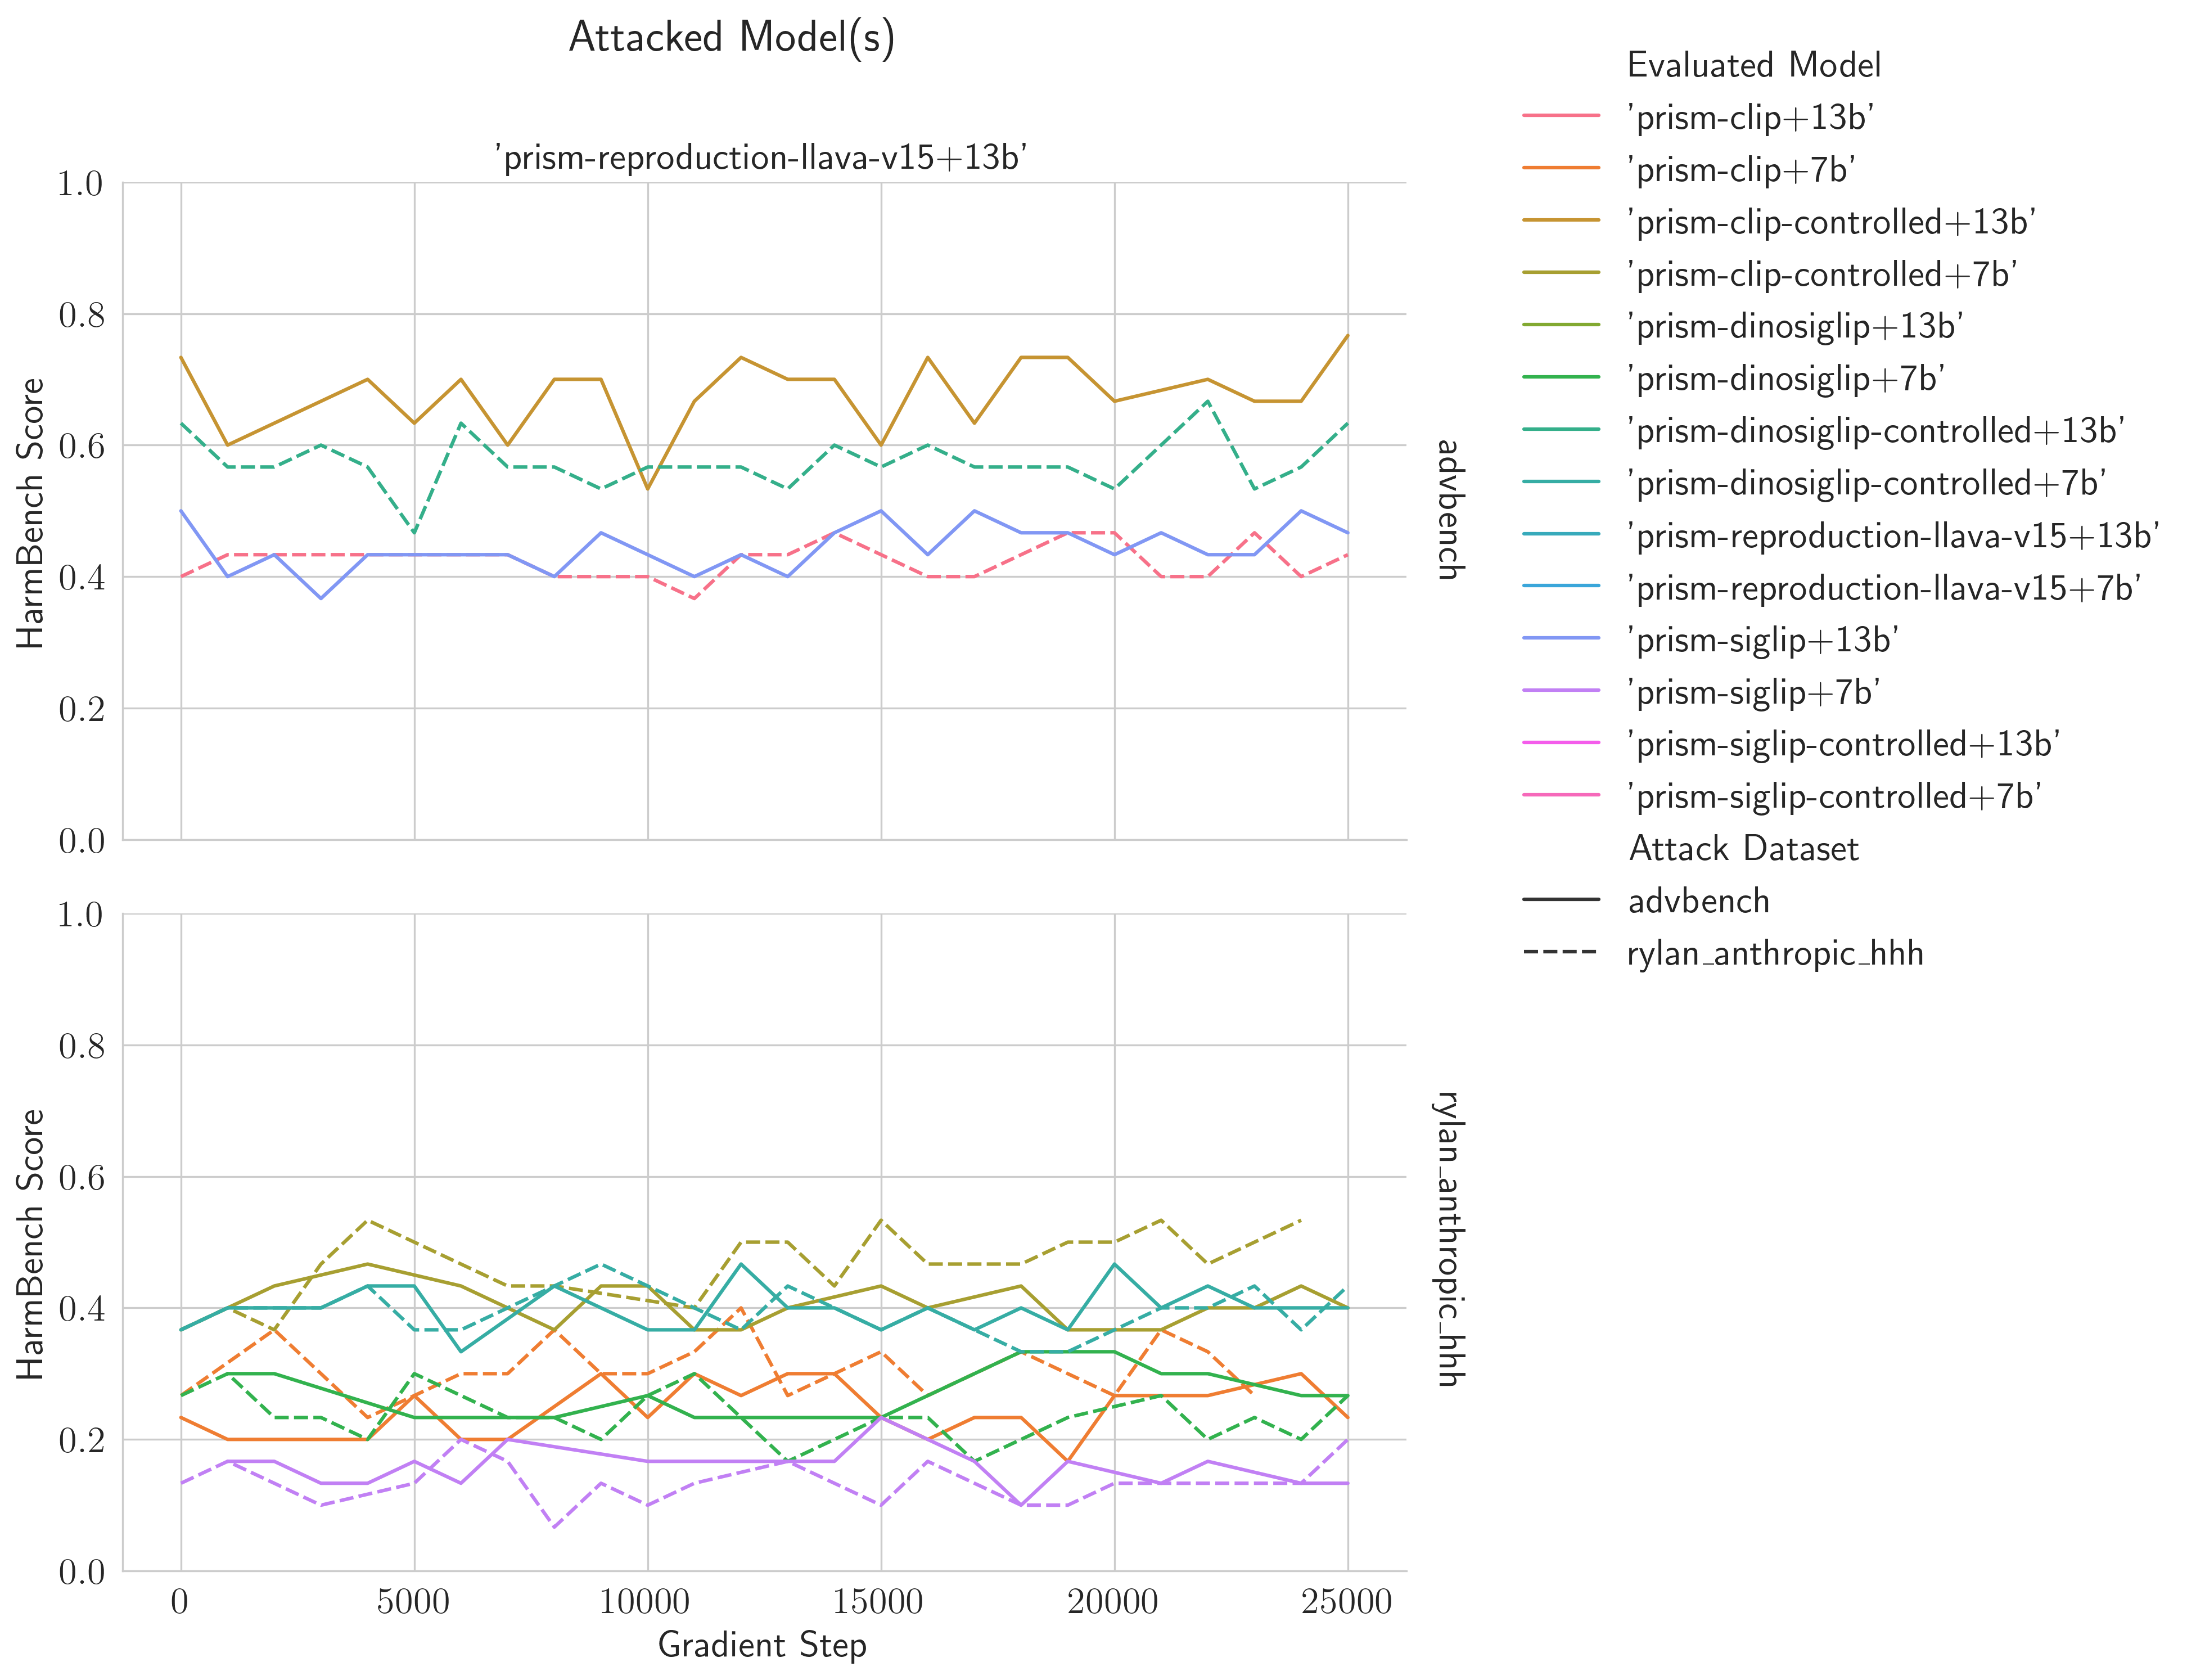 Attacked Model(s)
'prism-reproduction-llava-v15+13b'
1.0
0.8
0.6
0.4
0.2
0.0
HarmBench Score
advbench
1.0
0.8
0.6
0.4
0.2
0.0
HarmBench Score
rylan_anthropic_hhh
0 5000 10000 15000 20000 25000
Gradient Step
Evaluated Model
'prism-clip+13b'
'prism-clip+7b'
'prism-clip-controlled+13b'
'prism-clip-controlled+7b'
'prism-dinosiglip+13b'
'prism-dinosiglip+7b'
'prism-dinosiglip-controlled+13b'
'prism-dinosiglip-controlled+7b'
'prism-reproduction-llava-v15+13b'
'prism-reproduction-llava-v15+7b'
'prism-siglip+13b'
'prism-siglip+7b'
'prism-siglip-controlled+13b'
'prism-siglip-controlled+7b'
Attack Dataset
advbench
rylan_anthropic_hhh